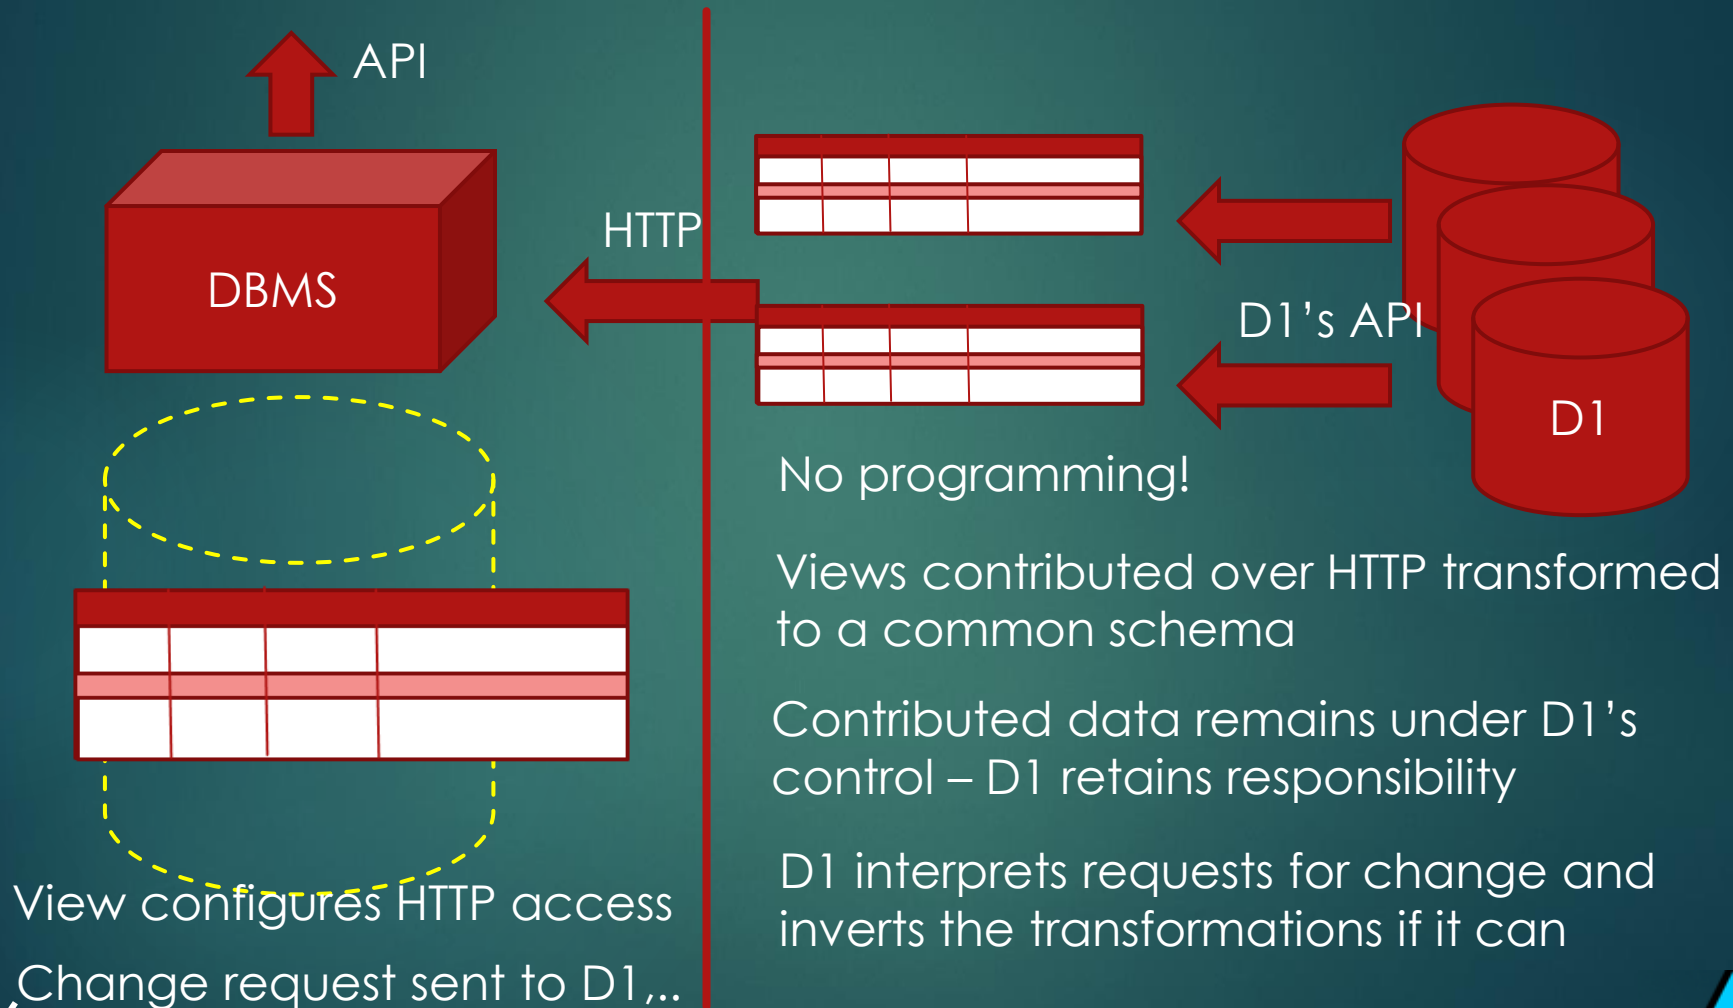 API
HTTP
DBMS
View configures HTTP access
Change request sent to D1,..
D1's API
D1
No programming!
Views contributed over HTTP transformed
to a common schema
Contributed data remains under D1's
control – D1 retains responsibility
D1 interprets requests for change and
inverts the transformations if it can